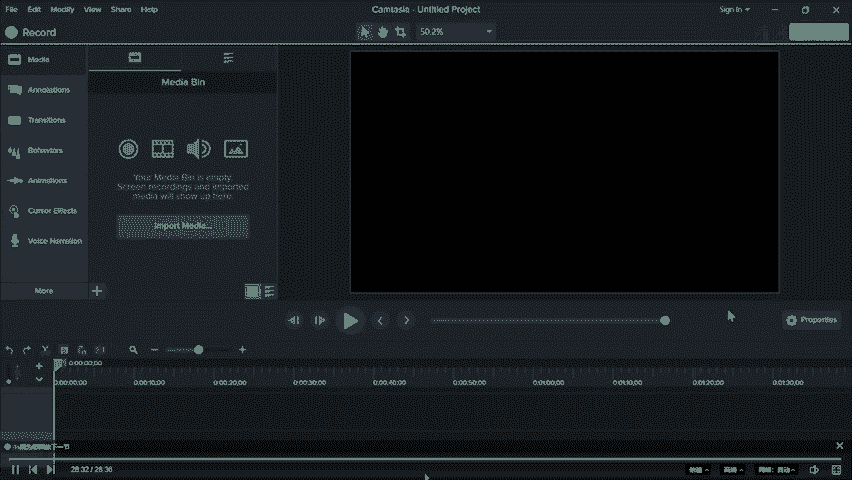 File Edit Modify View Share Help
Camtasia - Untitled Project
Sign in
Record
50.2%
Media
Media Bin
Annotations
Transitions
Behaviors
Animations
Cursor Effects
Voice Narration
More
Your Media Bin is empty.
Screen recordings and imported
media will show up here.
Import Media...
Properties
0:00:00;00
0:00:00;00 0:00:10;00 0:00:20;00 0:00:30;00 0:00:40;00 0:00:50;00 0:01:00;00 0:01:10;00 0:01:20;00 0:01:30;00
28:32 / 28:36